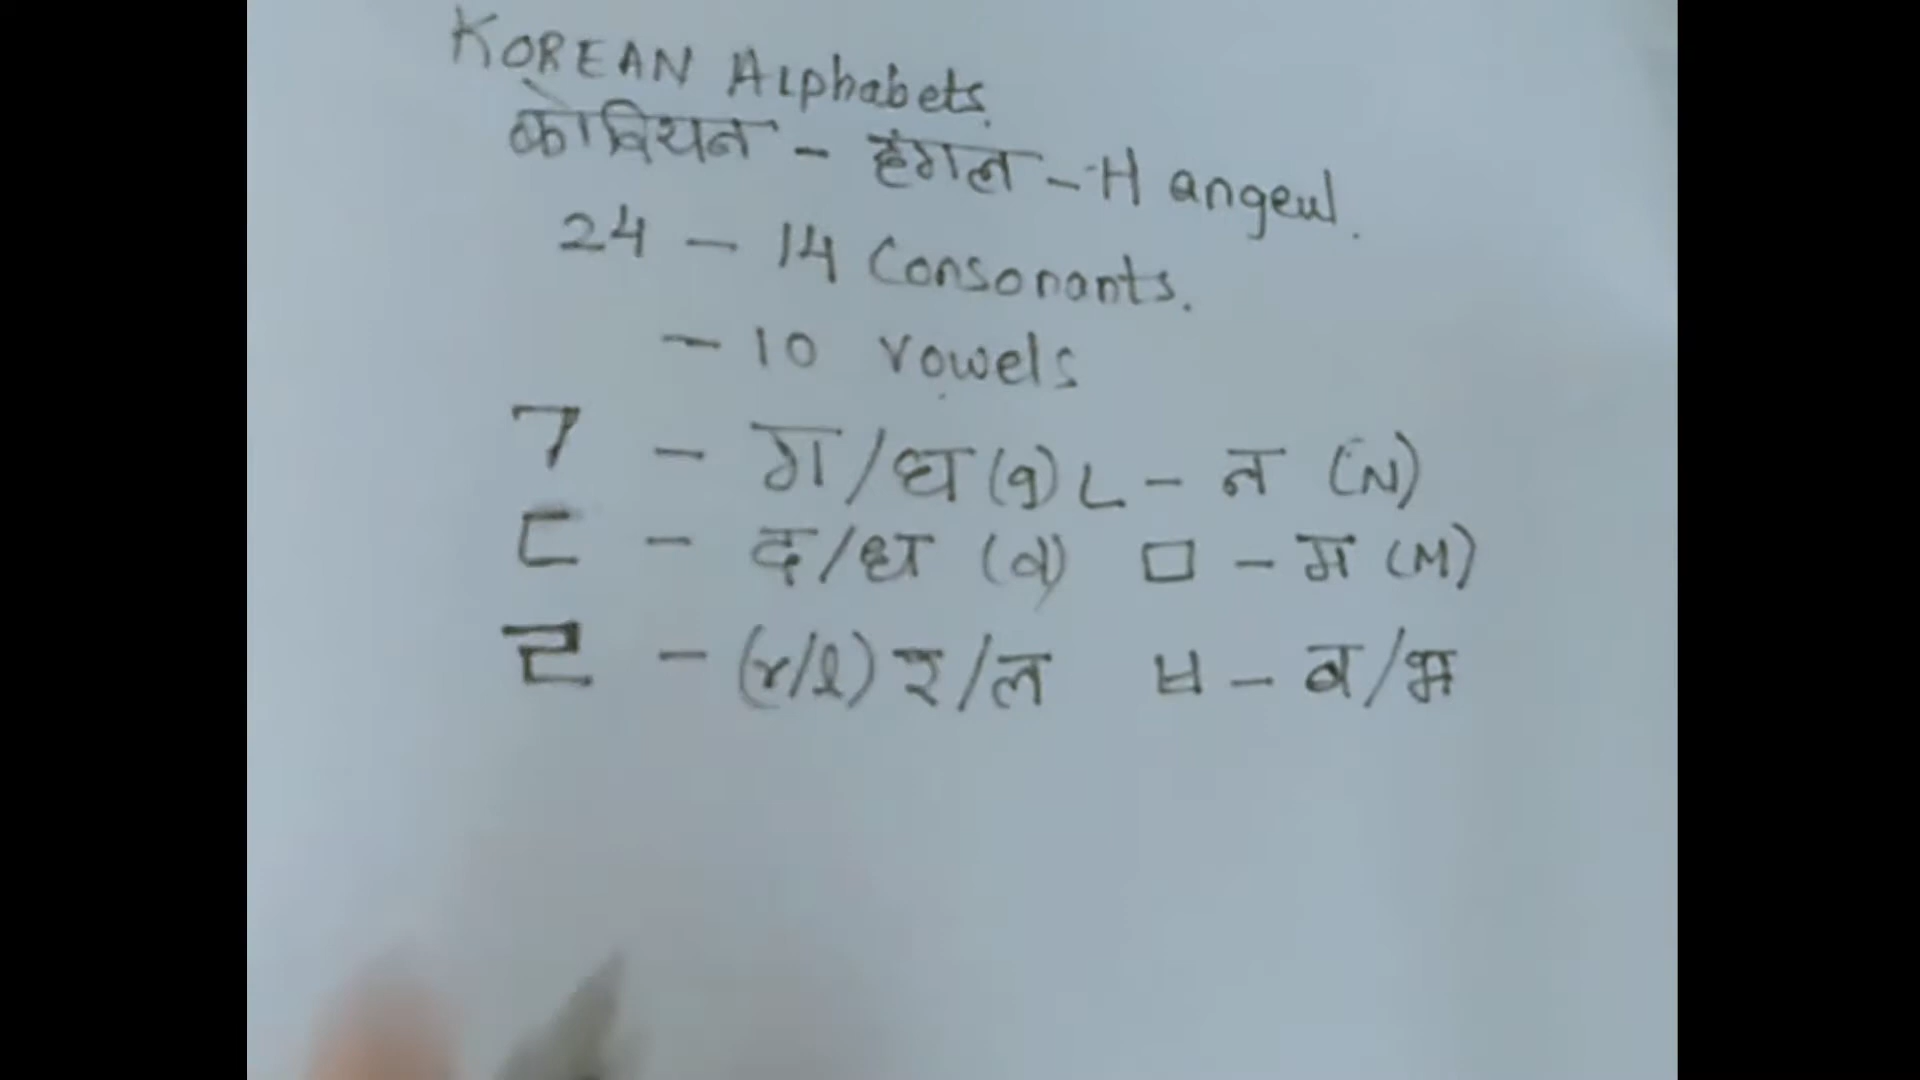 KOREAN Alphabets.
कोरियन - हंगल - Hangeul.
24 - 14 Consonants.
- 10 Vowels
ㄱ - ग/घ (g) ㄴ - न (N)
ㄷ - द/ध (d) ㅁ - म (M)
ㄹ - (r/l) र/ल ㅂ - ब/भ